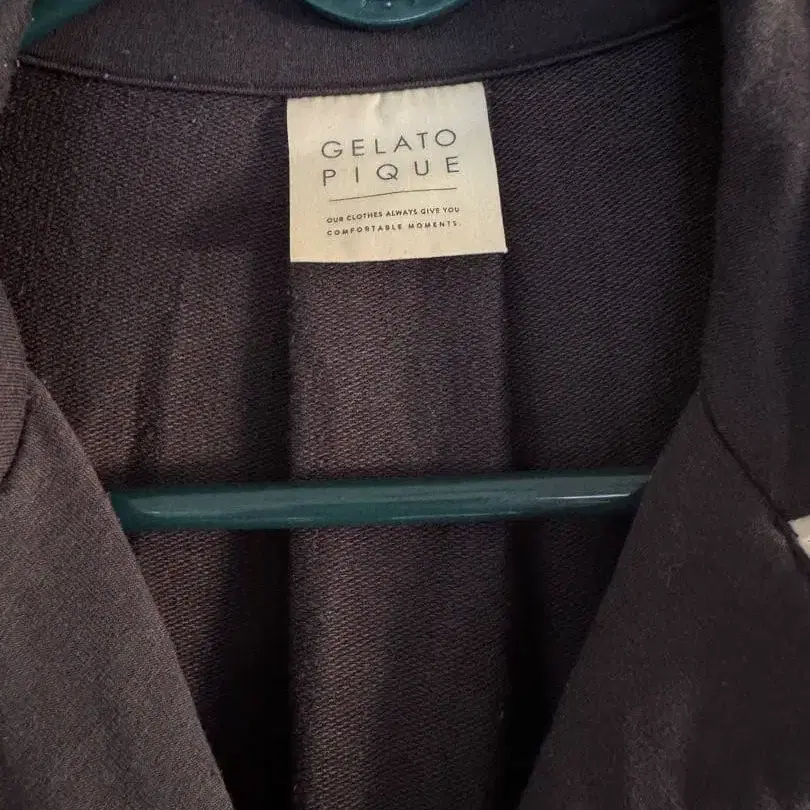 GELATO
PIQUE
OUR CLOTHES ALWAYS GIVE YOU
COMFORTABLE MOMENTS.